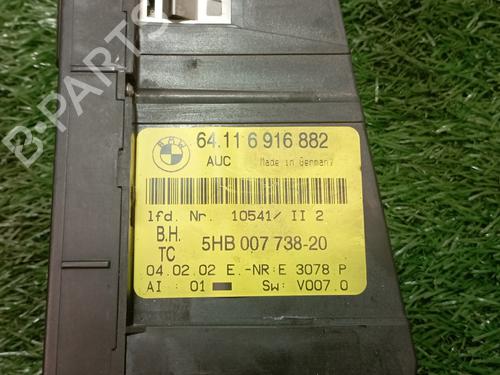 B-PARTS
BMW
64.11 6 916 882
AUC Made in Germany
lfd. Nr. 10541/ II 2
B.H.
TC 5HB 007 738-20
04.02.02 E.-NR:E 3078 P
AI : 01 SW: V007.0